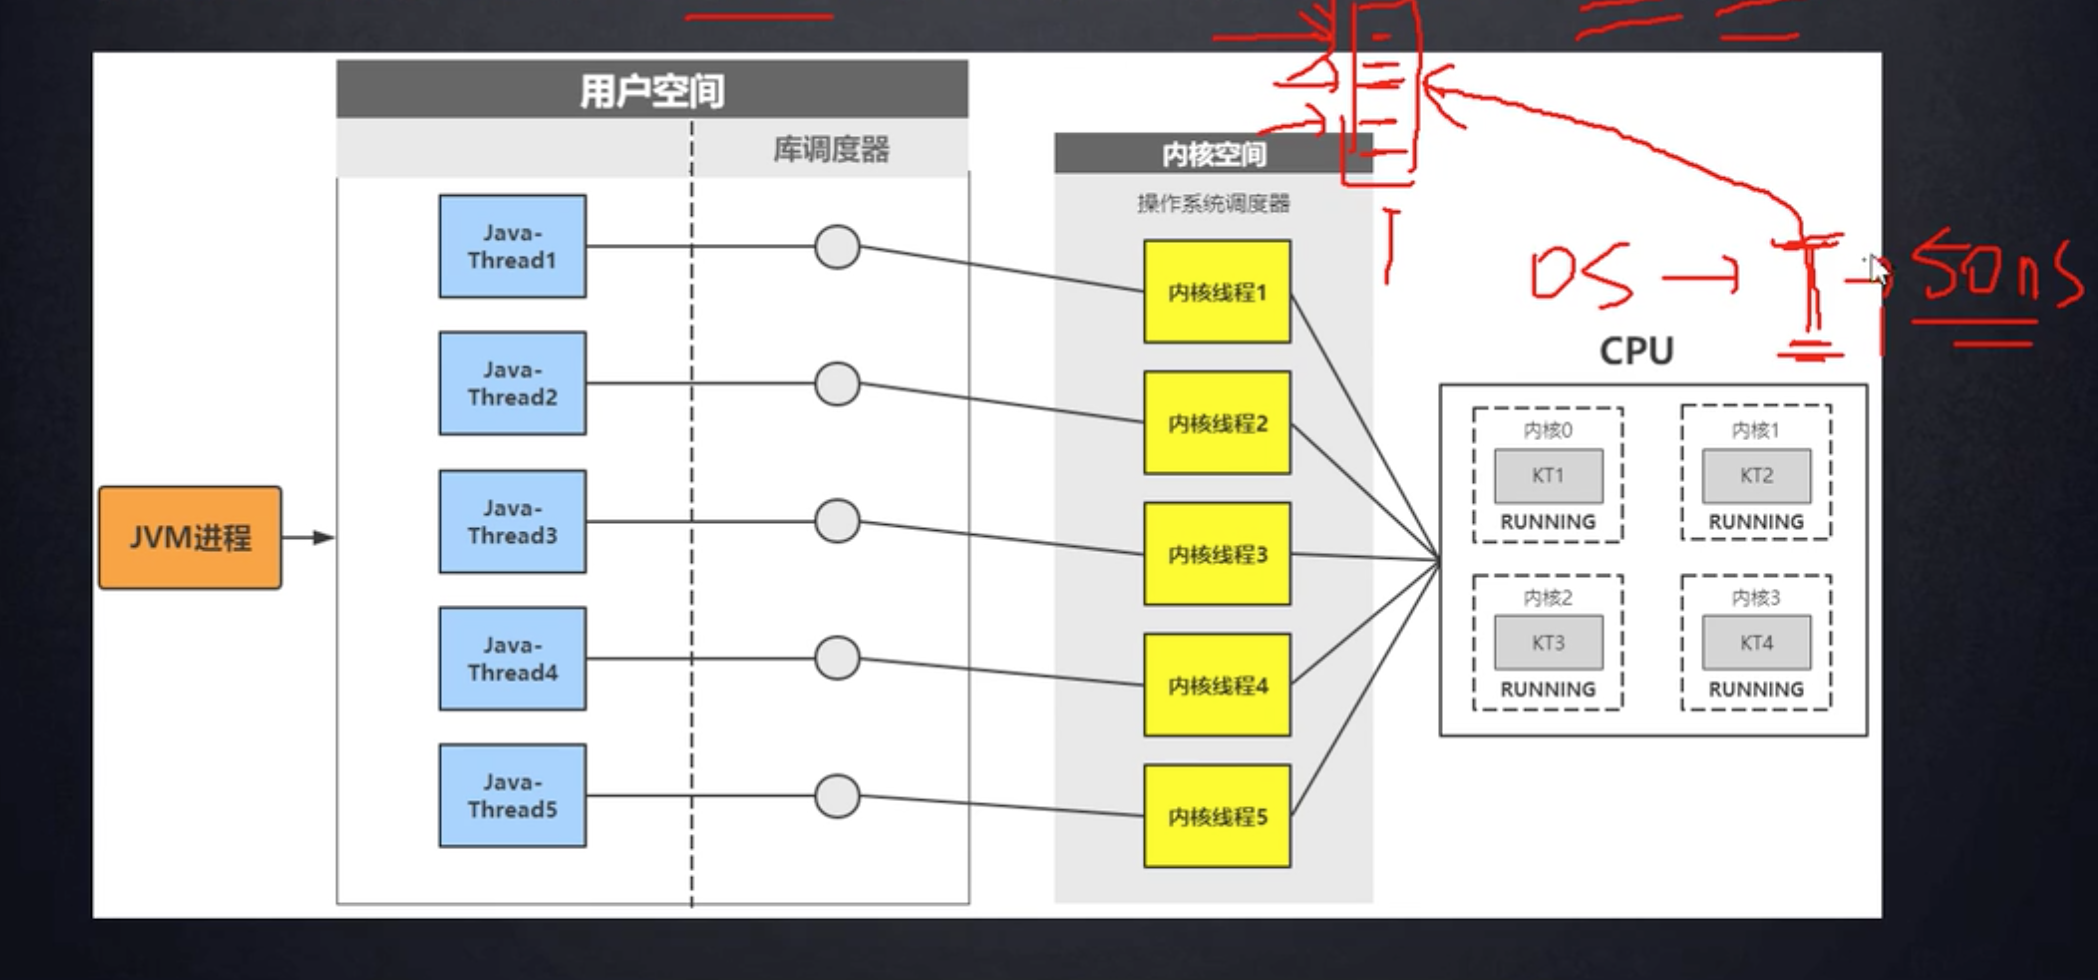 用户空间
库调度器
内核空间
操作系统调度器
Java-
Thread1
Java-
Thread2
Java-
Thread3
Java-
Thread4
Java-
Thread5
JVM进程
内核线程1
内核线程2
内核线程3
内核线程4
内核线程5
OS → T → 50ns
T
CPU
内核0
KT1
RUNNING
内核1
KT2
RUNNING
内核2
KT3
RUNNING
内核3
KT4
RUNNING